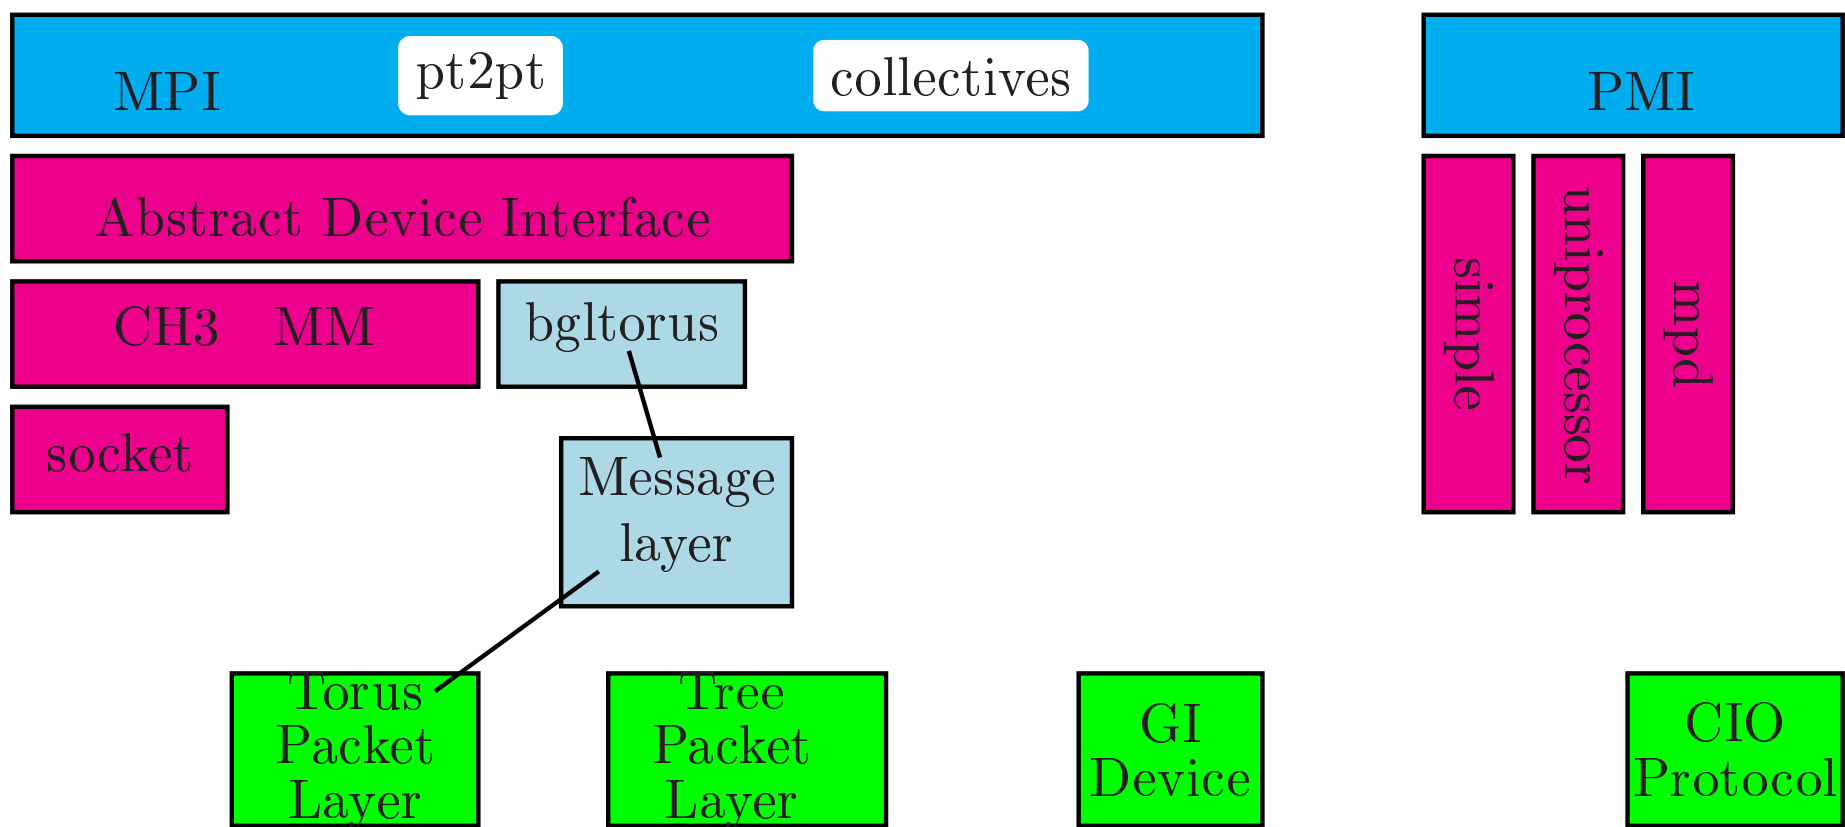 MPI
pt2pt
collectives
PMI
Abstract Device Interface
CH3 MM
bgltorus
socket
Message
layer
simple
uniprocessor
mpd
Torus
Packet
Layer
Tree
Packet
Layer
GI
Device
CIO
Protocol